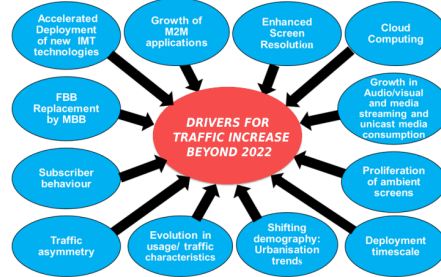 Accelerated
Deployment
of new IMT
technologies
Growth of
M2M
applications
Enhanced
Screen
Resolution
Cloud
Computing
FBB
Replacement
by MBB
DRIVERS FOR
TRAFFIC INCREASE
BEYOND 2022
Growth in
Audio/visual
and media
streaming and
unicast media
consumption
Subscriber
behaviour
Proliferation
of ambient
screens
Traffic
asymmetry
Evolution in
usage/ traffic
characteristics
Shifting
demography:
Urbanisation
trends
Deployment
timescale